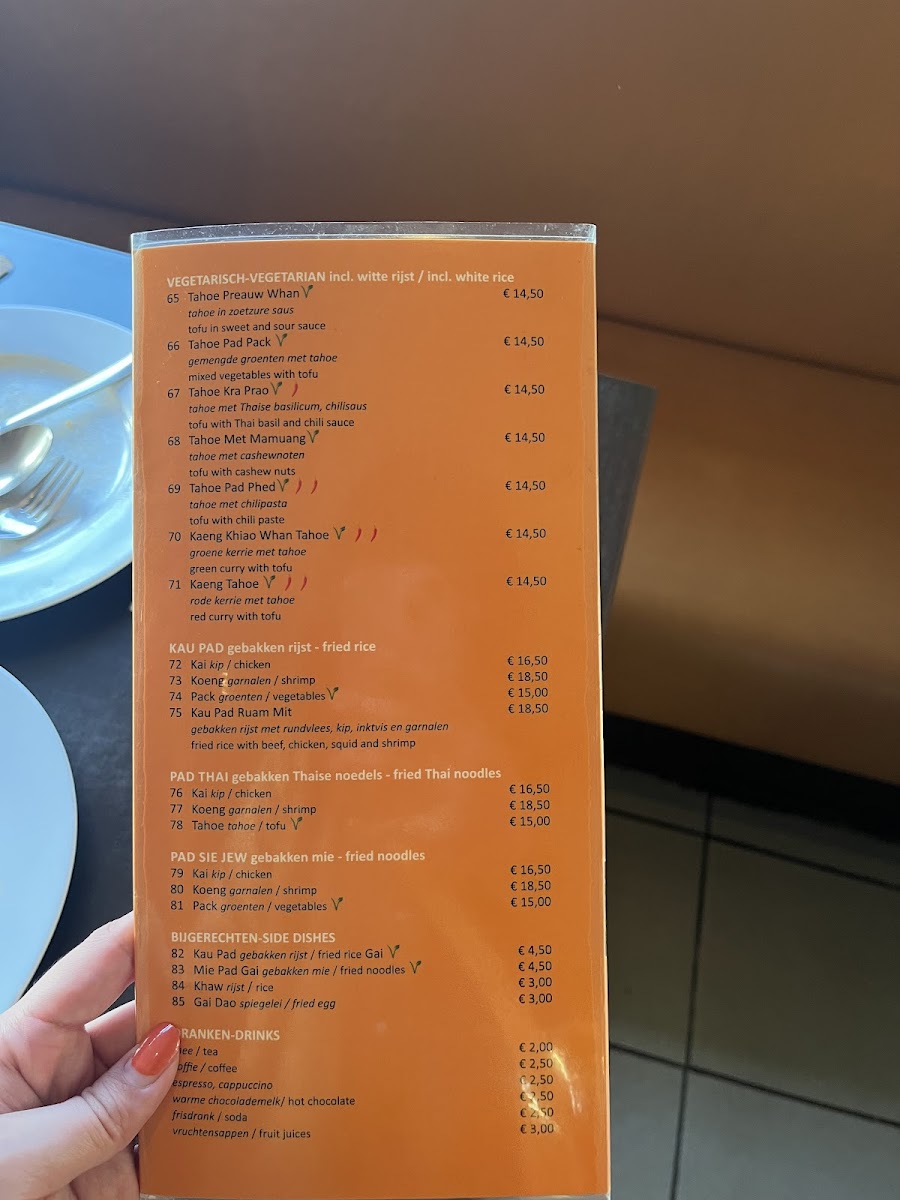 VEGETARISCH-VEGETARIAN incl. witte rijst / incl. white rice
65 Tahoe Preauw Whan € 14,50
tahoe in zoetzure saus
tofu in sweet and sour sauce
66 Tahoe Pad Pack € 14,50
gemengde groenten met tahoe
mixed vegetables with tofu
67 Tahoe Kra Prao € 14,50
tahoe met Thaise basilicum, chilisaus
tofu with Thai basil and chili sauce
68 Tahoe Met Mamuang € 14,50
tahoe met cashewnoten
tofu with cashew nuts
69 Tahoe Pad Phed € 14,50
tahoe met chilipasta
tofu with chili paste
70 Kaeng Khiao Whan Tahoe € 14,50
groene kerrie met tahoe
green curry with tofu
71 Kaeng Tahoe € 14,50
rode kerrie met tahoe
red curry with tofu
KAU PAD gebakken rijst - fried rice
72 Kai kip / chicken € 16,50
73 Koeng garnalen / shrimp € 18,50
74 Pack groenten / vegetables € 15,00
75 Kau Pad Ruam Mit € 18,50
gebakken rijst met rundvlees, kip, inktvis en garnalen
fried rice with beef, chicken, squid and shrimp
PAD THAI gebakken Thaise noedels - fried Thai noodles
76 Kai kip / chicken € 16,50
77 Koeng garnalen / shrimp € 18,50
78 Tahoe tahoe / tofu € 15,00
PAD SIE JEW gebakken mie - fried noodles
79 Kai kip / chicken € 16,50
80 Koeng garnalen / shrimp € 18,50
81 Pack groenten / vegetables € 15,00
BIJGERECHTEN-SIDE DISHES
82 Kau Pad gebakken rijst / fried rice Gai € 4,50
83 Mie Pad Gai gebakken mie / fried noodles € 4,50
84 Khaw rijst / rice € 3,00
85 Gai Dao spiegelei / fried egg € 3,00
RANKEN-DRINKS
/ tea € 2,00
/ coffee € 2,50
espresso, cappuccino € 2,50
warme chocolademelk/ hot chocolate € 2,50
frisdrank / soda € 2,50
vruchtensappen / fruit juices € 3,00